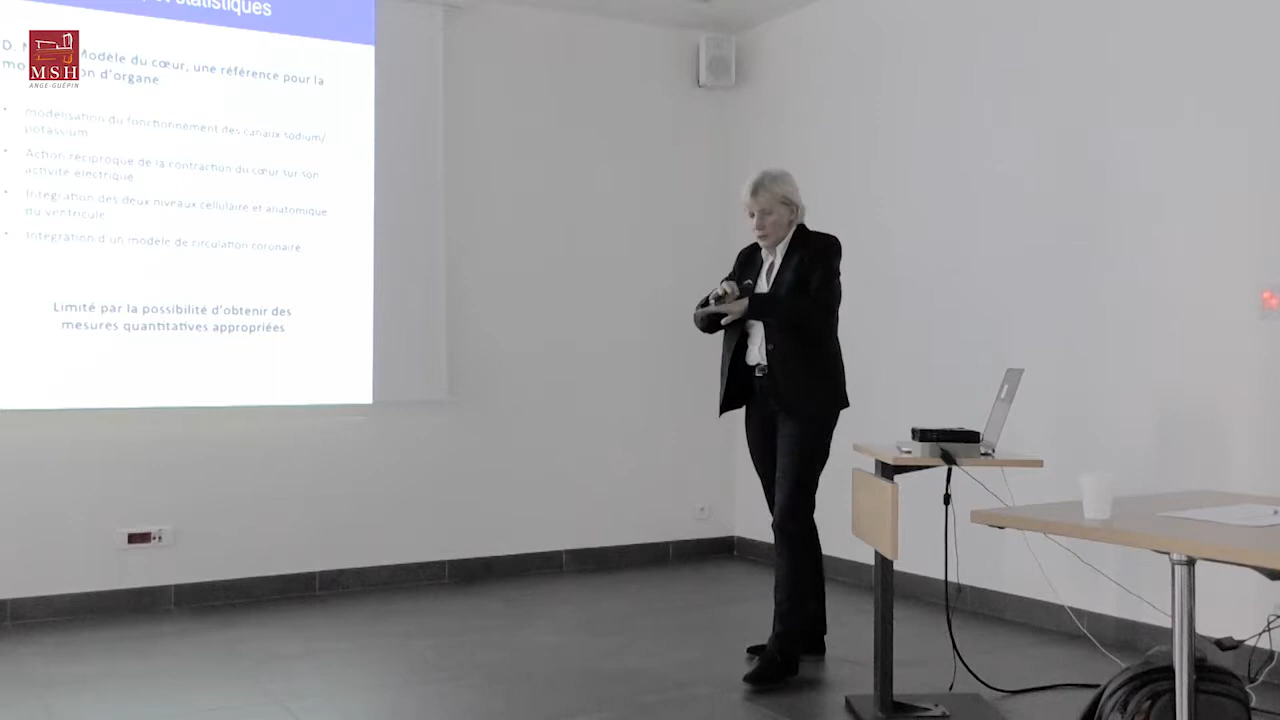 statistiques
Modèle du cœur, une référence pour la
d'organe
MSH
ANGE-GUÉPIN
• modélisation du fonctionnement des canaux sodium/
potassium
• Action réciproque de la contraction du cœur sur son
activité électrique
• Intégration des deux niveaux cellulaire et anatomique
du ventricule
• Intégration d'un modèle de circulation coronaire
Limité par la possibilité d'obtenir des
mesures quantitatives appropriées